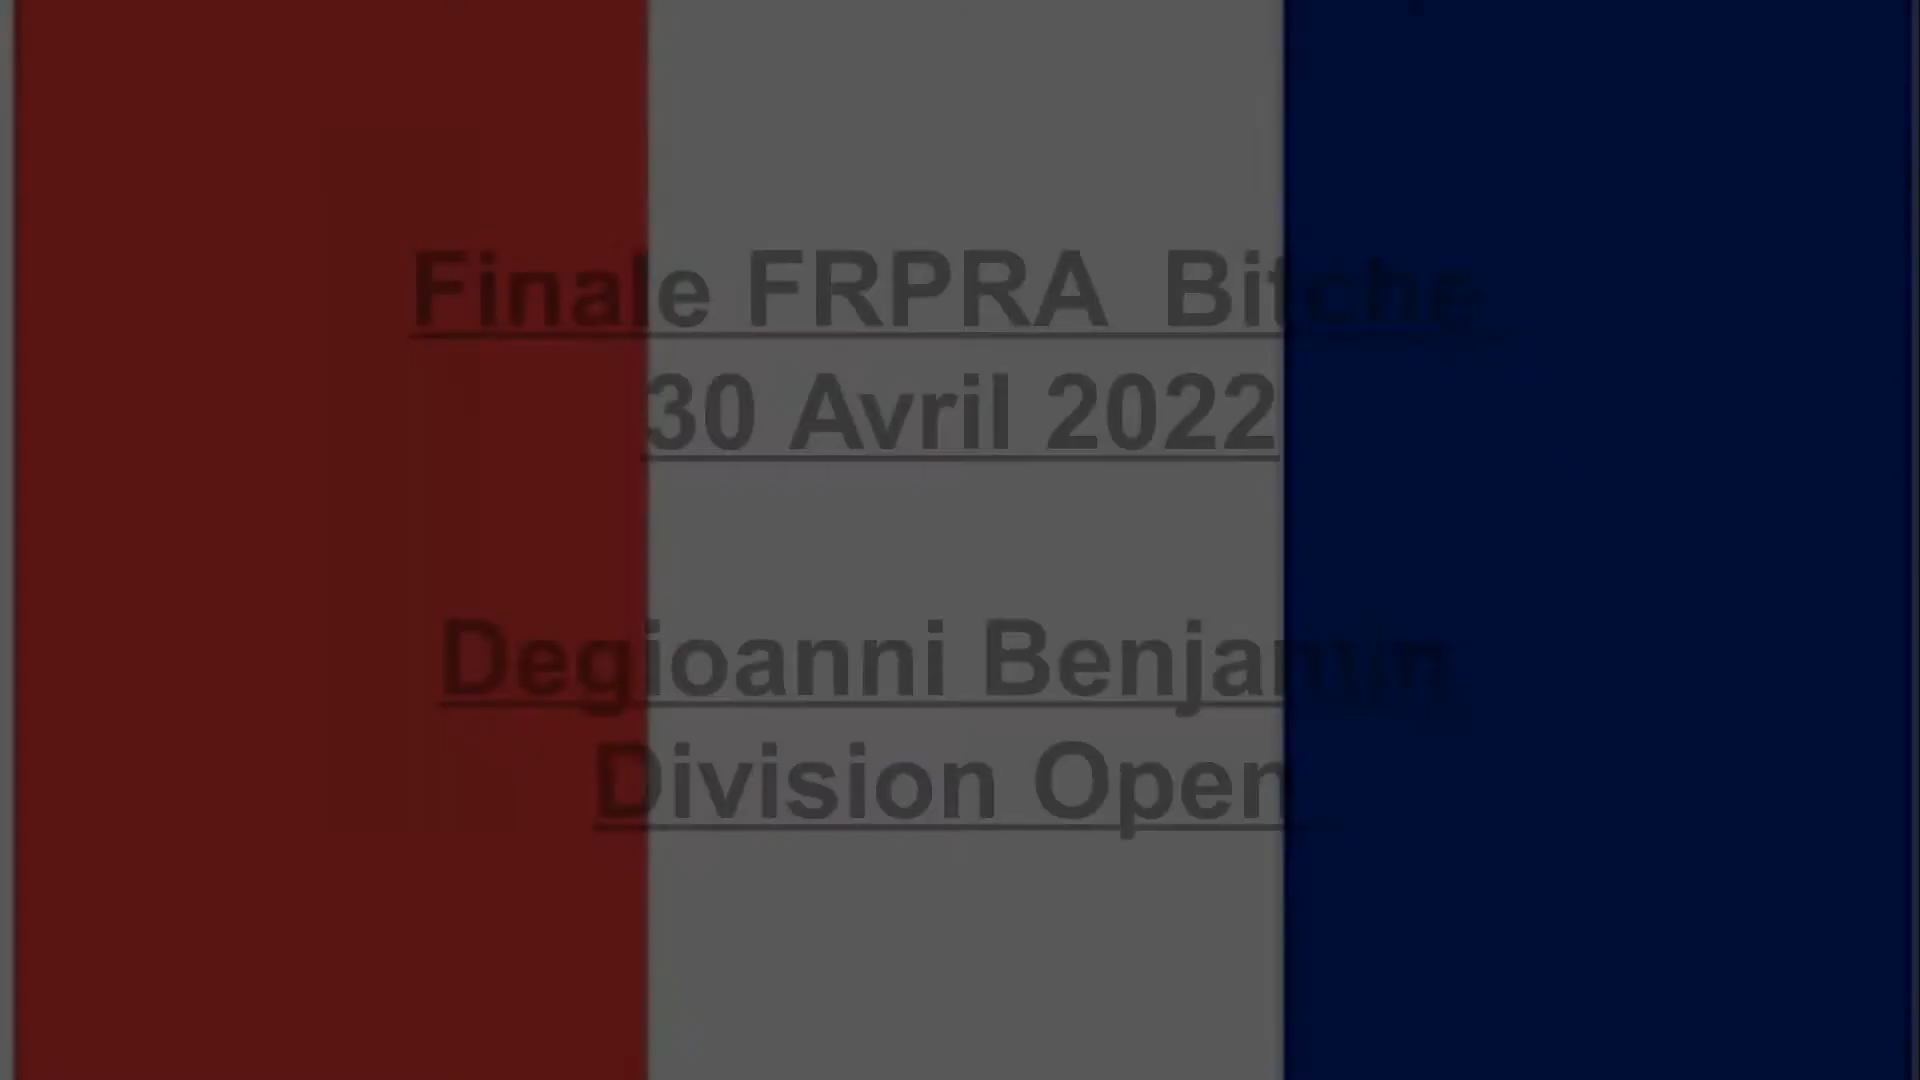 Finale FRPRA Bitche
30 Avril 2022
Degioanni Benjamin
Division Open